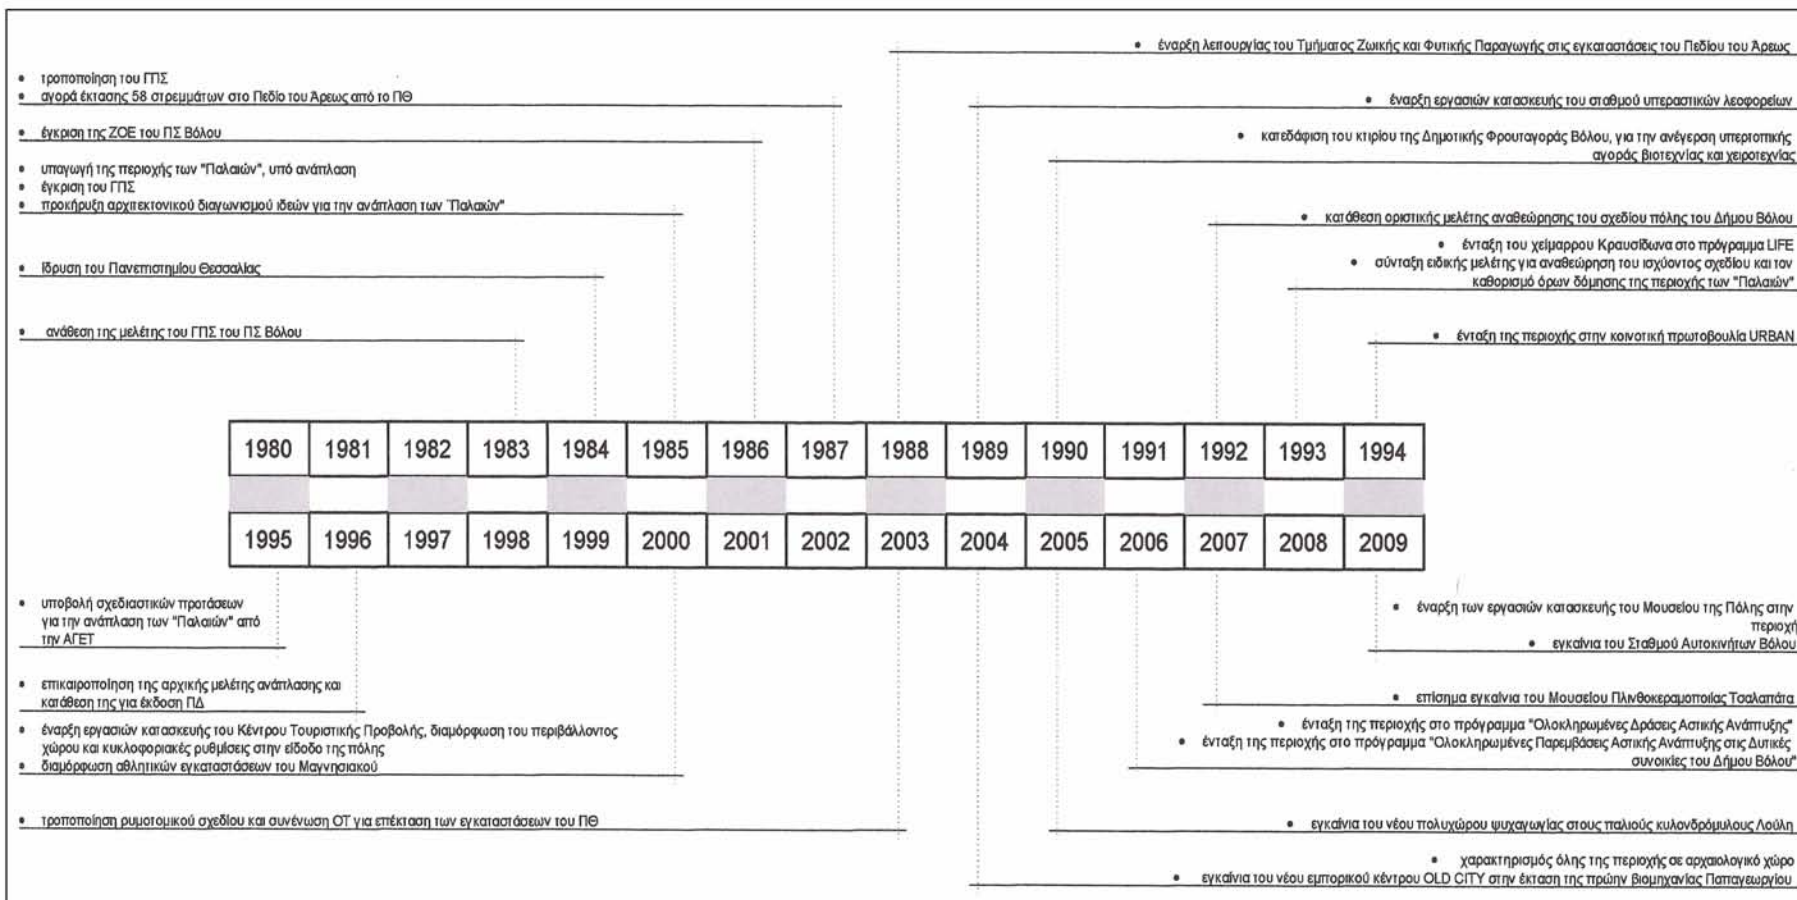 • τροποποίηση του ΓΠΣ
• αγορά έκτασης 58 στρεμμάτων στο Πεδίο του Άρεως από το ΠΘ
• έγκριση της ΖΟΕ του ΠΣ Βόλου
• υπαγωγή της περιοχής των "Παλαιών", υπό ανάπλαση
• έγκριση του ΓΠΣ
• προκήρυξη αρχιτεκτονικού διαγωνισμού ιδεών για την ανάπλαση των "Παλαιών"
• ίδρυση του Πανεπιστημίου Θεσσαλίας
• ανάθεση της μελέτης του ΓΠΣ του ΠΣ Βόλου
• έναρξη λειτουργίας του Τμήματος Ζωικής και Φυτικής Παραγωγής στις εγκαταστάσεις του Πεδίου του Άρεως
• έναρξη εργασιών κατασκευής του σταθμού υπεραστικών λεοφορείων
• κατεδάφιση του κτιρίου της Δημοτικής Φρουταγοράς Βόλου, για την ανέγερση υπερτοπικής
αγοράς βιοτεχνίας και χειροτεχνίας
• κατάθεση οριστικής μελέτης αναθεώρησης του σχεδίου πόλης του Δήμου Βόλου
• ένταξη του χείμαρρου Κραυσίδωνα στο πρόγραμμα LIFE
• σύνταξη ειδικής μελέτης για αναθεώρηση του ισχύοντος σχεδίου και τον
καθορισμό όρων δόμησης της περιοχής των "Παλαιών"
• ένταξη της περιοχής στην κοινοτική πρωτοβουλία URBAN
1980 1981 1982 1983 1984 1985 1986 1987 1988 1989 1990 1991 1992 1993 1994
1995 1996 1997 1998 1999 2000 2001 2002 2003 2004 2005 2006 2007 2008 2009
• υποβολή σχεδιαστικών προτάσεων
για την ανάπλαση των "Παλαιών" από
την ΑΓΕΤ
• επικαιροποίηση της αρχικής μελέτης ανάπλασης και
κατάθεση της για έκδοση ΠΔ
• έναρξη εργασιών κατασκευής του Κέντρου Τουριστικής Προβολής, διαμόρφωση του περιβάλλοντος
χώρου και κυκλοφοριακές ρυθμίσεις στην είδοδο της πόλης
• διαμόρφωση αθλητικών εγκαταστάσεων του Μαγνησιακού
• τροποποίηση ρυμοτομικού σχεδίου και συνένωση ΟΤ για επέκταση των εγκαταστάσεων του ΠΘ
• έναρξη των εργασιών κατασκευής του Μουσείου της Πόλης στην
περιοχή
• εγκαίνια του Σταθμού Αυτοκινήτων Βόλου
• επίσημα εγκαίνια του Μουσείου Πλινθοκεραμοποιίας Τσαλαπάτα
• ένταξη της περιοχής στο πρόγραμμα "Ολοκληρωμένες Δράσεις Αστικής Ανάπτυξης"
• ένταξη της περιοχής στο πρόγραμμα "Ολοκληρωμένες Παρεμβάσεις Αστικής Ανάπτυξης στις Δυτικές
συνοικίες του Δήμου Βόλου"
• εγκαίνια του νέου πολυχώρου ψυχαγωγίας στους παλιούς κυλονδρόμυλους Λούλη
• χαρακτηρισμός όλης της περιοχής σε αρχαιολογικό χώρο
• εγκαίνια του νέου εμπορικού κέντρου OLD CITY στην έκταση της πρώην βιομηχανίας Παπαγεωργίου